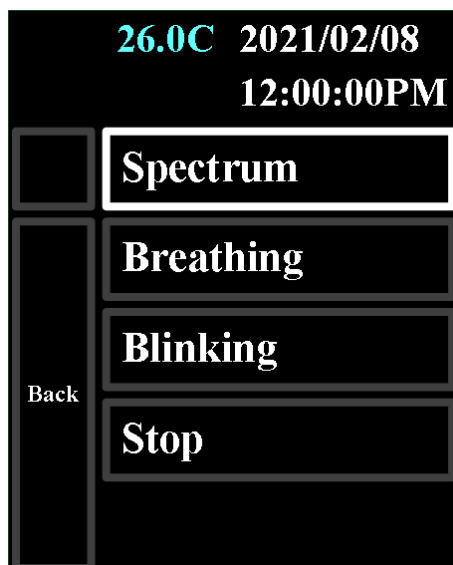 26.0C 2021/02/08
12:00:00PM
Spectrum
Breathing
Blinking
Back
Stop